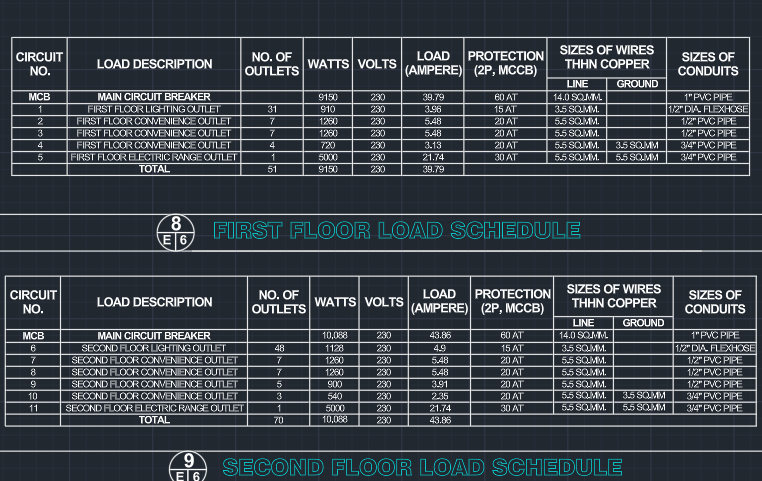 CIRCUIT NO. LOAD DESCRIPTION NO. OF OUTLETS WATTS VOLTS LOAD (AMPERE) PROTECTION (2P, MCCB) SIZES OF WIRES THHN COPPER SIZES OF CONDUITS
LINE GROUND
MCB MAIN CIRCUIT BREAKER 9150 230 39.79 60 AT 14.0 SQ.MM. 1" PVC PIPE
1 FIRST FLOOR LIGHTING OUTLET 31 910 230 3.96 15 AT 3.5 SQ.MM. 1/2" DIA. FLEXHOSE
2 FIRST FLOOR CONVENIENCE OUTLET 7 1260 230 5.48 20 AT 5.5 SQ.MM. 1/2" PVC PIPE
3 FIRST FLOOR CONVENIENCE OUTLET 7 1260 230 5.48 20 AT 5.5 SQ.MM. 1/2" PVC PIPE
4 FIRST FLOOR CONVENIENCE OUTLET 4 720 230 3.13 20 AT 5.5 SQ.MM. 3.5 SQ.MM 3/4" PVC PIPE
5 FIRST FLOOR ELECTRIC RANGE OUTLET 1 5000 230 21.74 30 AT 5.5 SQ.MM. 5.5 SQ.MM 3/4" PVC PIPE
TOTAL 51 9150 230 39.79
8
E 6
FIRST FLOOR LOAD SCHEDULE
CIRCUIT NO. LOAD DESCRIPTION NO. OF OUTLETS WATTS VOLTS LOAD (AMPERE) PROTECTION (2P, MCCB) SIZES OF WIRES THHN COPPER SIZES OF CONDUITS
LINE GROUND
MCB MAIN CIRCUIT BREAKER 10,088 230 43.86 60 AT 14.0 SQ.MM. 1" PVC PIPE
6 SECOND FLOOR LIGHTING OUTLET 48 1128 230 4.9 15 AT 3.5 SQ.MM. 1/2" DIA. FLEXHOSE
7 SECOND FLOOR CONVENIENCE OUTLET 7 1260 230 5.48 20 AT 5.5 SQ.MM. 1/2" PVC PIPE
8 SECOND FLOOR CONVENIENCE OUTLET 7 1260 230 5.48 20 AT 5.5 SQ.MM. 1/2" PVC PIPE
9 SECOND FLOOR CONVENIENCE OUTLET 5 900 230 3.91 20 AT 5.5 SQ.MM. 1/2" PVC PIPE
10 SECOND FLOOR CONVENIENCE OUTLET 3 540 230 2.35 20 AT 5.5 SQ.MM. 3.5 SQ.MM 3/4" PVC PIPE
11 SECOND FLOOR ELECTRIC RANGE OUTLET 1 5000 230 21.74 30 AT 5.5 SQ.MM. 5.5 SQ.MM 3/4" PVC PIPE
TOTAL 70 10,088 230 43.86
9
E 6
SECOND FLOOR LOAD SCHEDULE